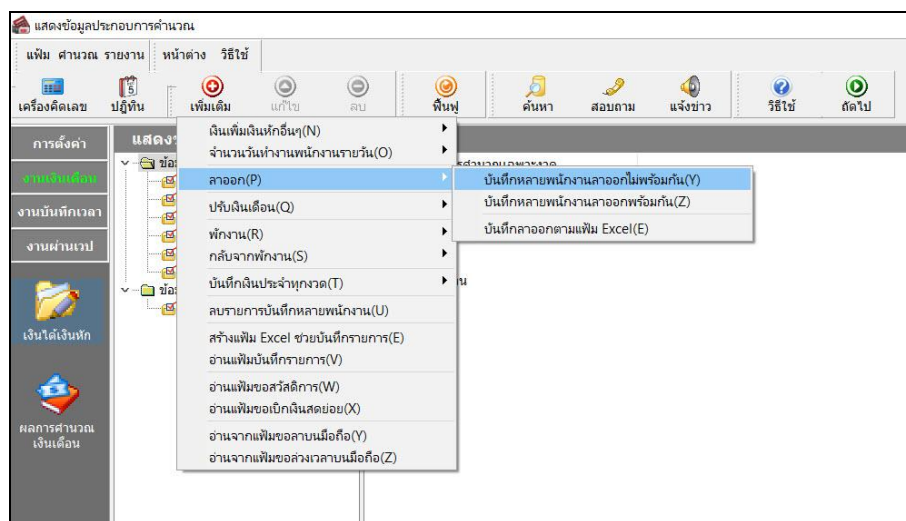 แสดงข้อมูลประกอบการคำนวณ
แฟ้ม คำนวณ รายงาน หน้าต่าง วิธีใช้
5
เครื่องคิดเลข ปฏิทิน เพิ่มเติม แก้ไข ลบ ฟื้นฟู ค้นหา สอบถาม แจ้งข่าว วิธีใช้ ถัดไป
การตั้งค่า
งานเงินเดือน
งานบันทึกเวลา
งานผ่านเวป
เงินได้เงินหัก
ผลการคำนวณ
เงินเดือน
แสดง
ข้อ
ข้อ
เงินเพิ่มเงินหักอื่นๆ(N)
จำนวนวันทำงานพนักงานรายวัน(O)
ลาออก(P)
ปรับเงินเดือน(Q)
พักงาน(R)
กลับจากพักงาน(S)
บันทึกเงินประจำทุกงวด(T)
ลบรายการบันทึกหลายพนักงาน(U)
สร้างแฟ้ม Excel ช่วยบันทึกรายการ(E)
อ่านแฟ้มบันทึกรายการ(V)
อ่านแฟ้มขอสวัสดิการ(W)
อ่านแฟ้มขอเบิกเงินสดย่อย(X)
อ่านจากแฟ้มขอลาบนมือถือ(Y)
อ่านจากแฟ้มขอล่วงเวลาบนมือถือ(Z)
บันทึกหลายพนักงานลาออกไม่พร้อมกัน(Y)
บันทึกหลายพนักงานลาออกพร้อมกัน(Z)
บันทึกลาออกตามแฟ้ม Excel(E)